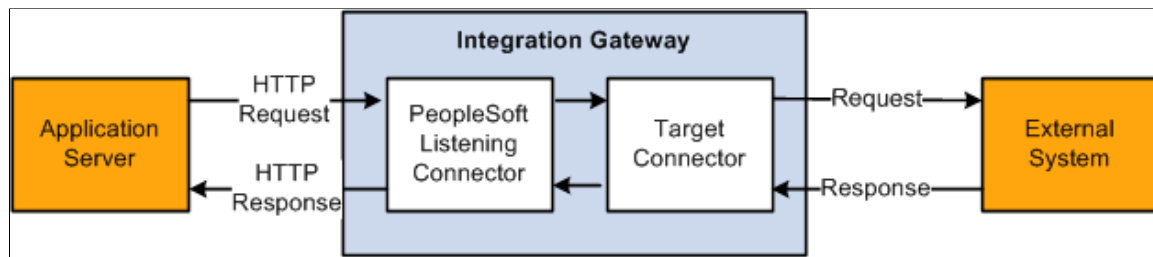 Integration Gateway
Application
Server
HTTP
Request
HTTP
Response
PeopleSoft
Listening
Connector
Target
Connector
Request
Response
External
System